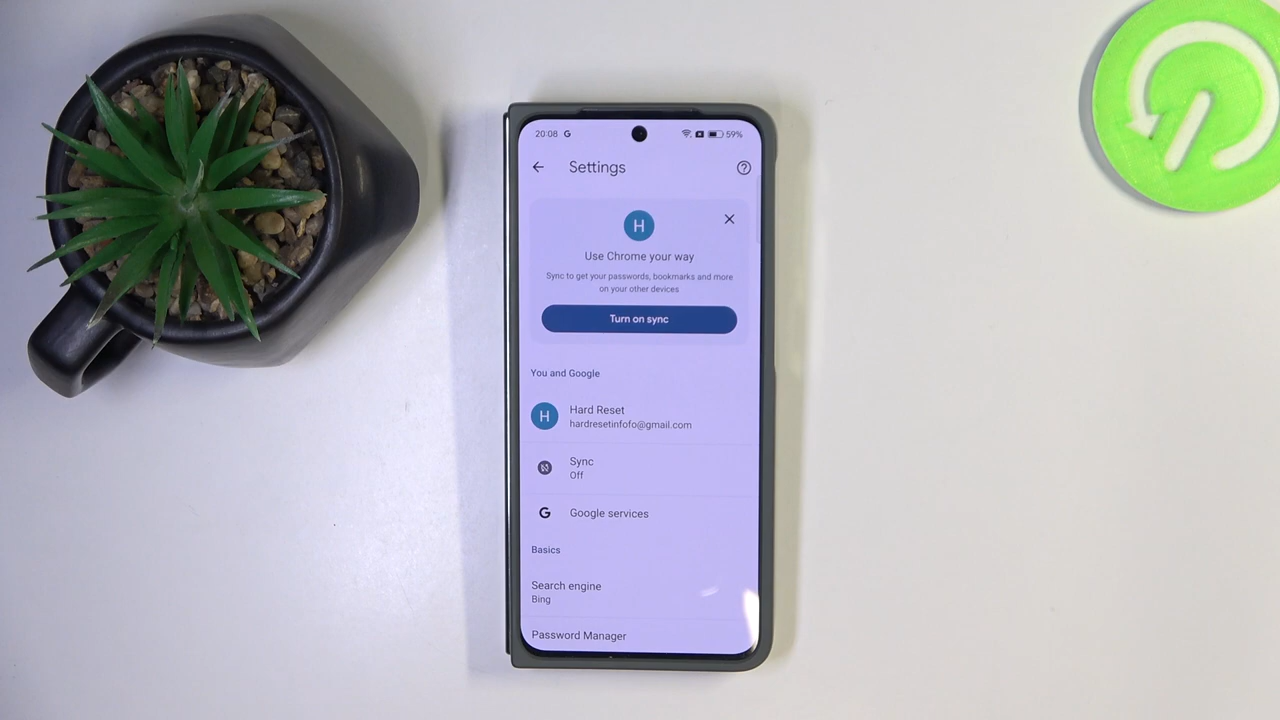 20:08 G 59%
Settings
H
Use Chrome your way
Sync to get your passwords, bookmarks and more
on your other devices
Turn on sync
You and Google
H
Hard Reset
hardresetinfofo@gmail.com
Sync
Off
G Google services
Basics
Search engine
Bing
Password Manager